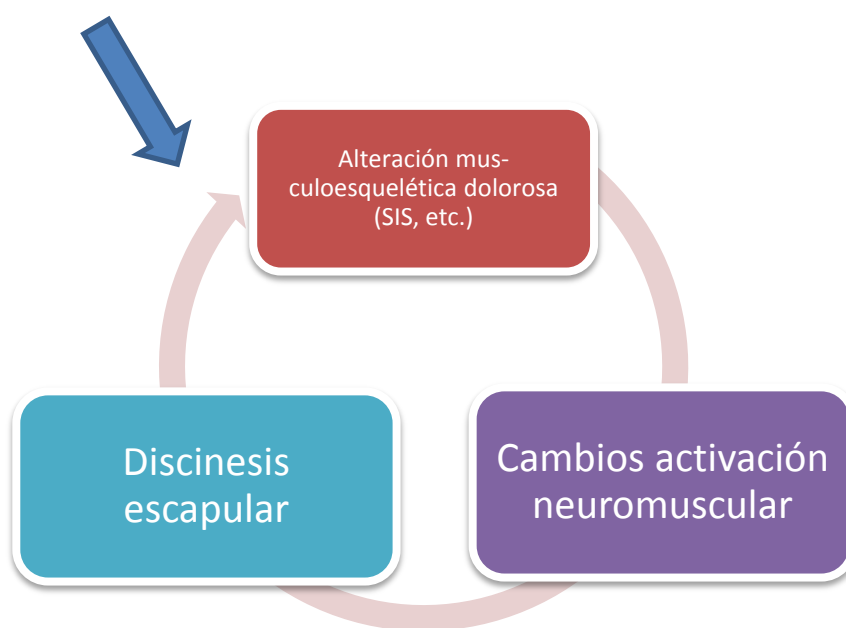 Alteración mus-
culoesquelética dolorosa
(SIS, etc.)
Discinesis
escapular
Cambios activación
neuromuscular